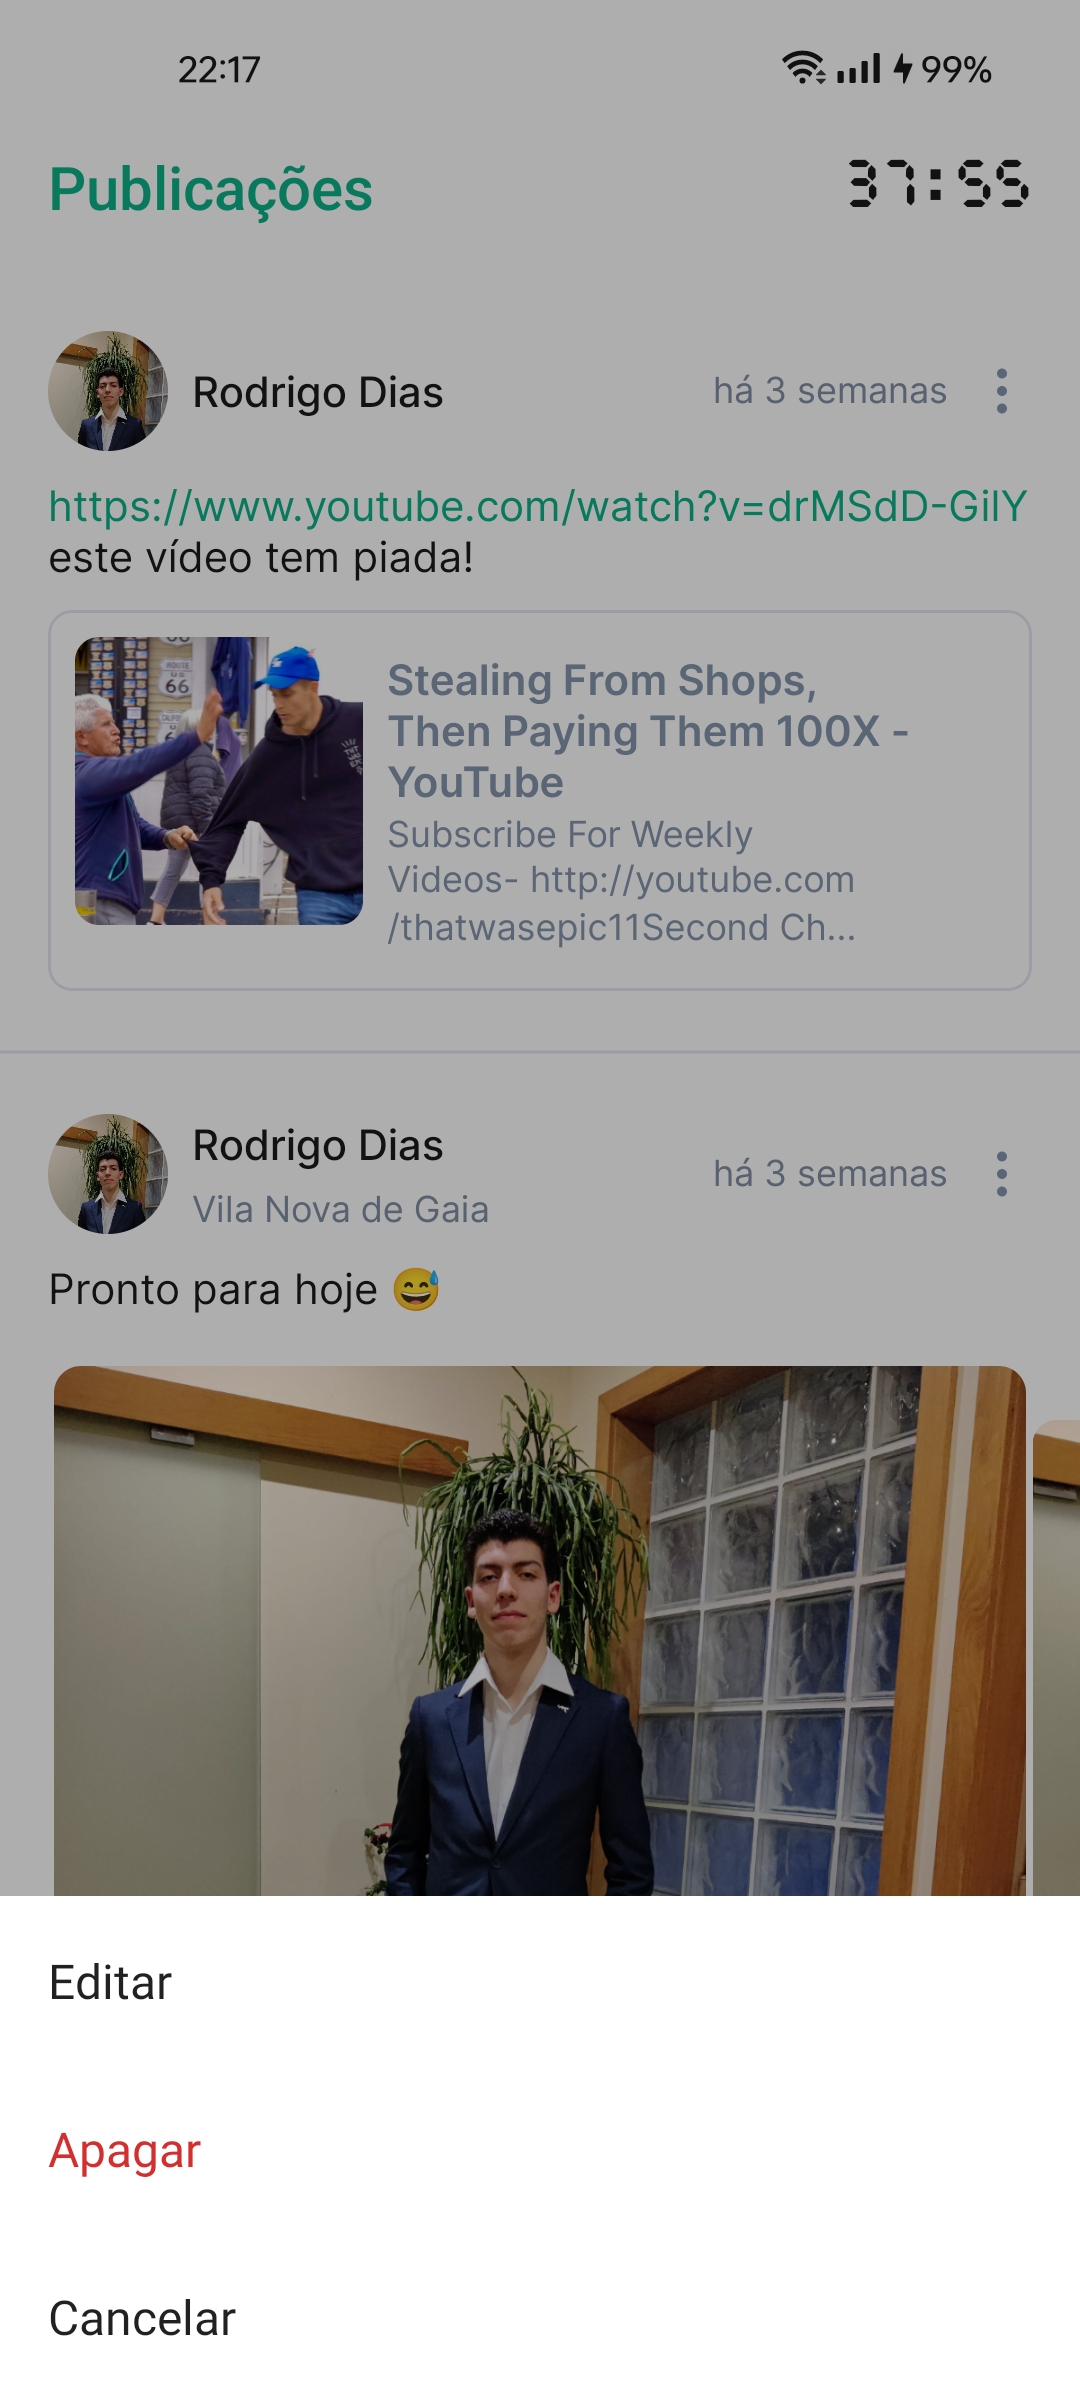 22:17
99%
Publicações
37:55
Rodrigo Dias
há 3 semanas
https://www.youtube.com/watch?v=drMSdD-GilY
este vídeo tem piada!
ROUTE
US
66
Stealing From Shops,
Then Paying Them 100X -
YouTube
Subscribe For Weekly
Videos- http://youtube.com
/thatwasepic11Second Ch...
Rodrigo Dias
Vila Nova de Gaia
há 3 semanas
Pronto para hoje 😅
Editar
Apagar
Cancelar